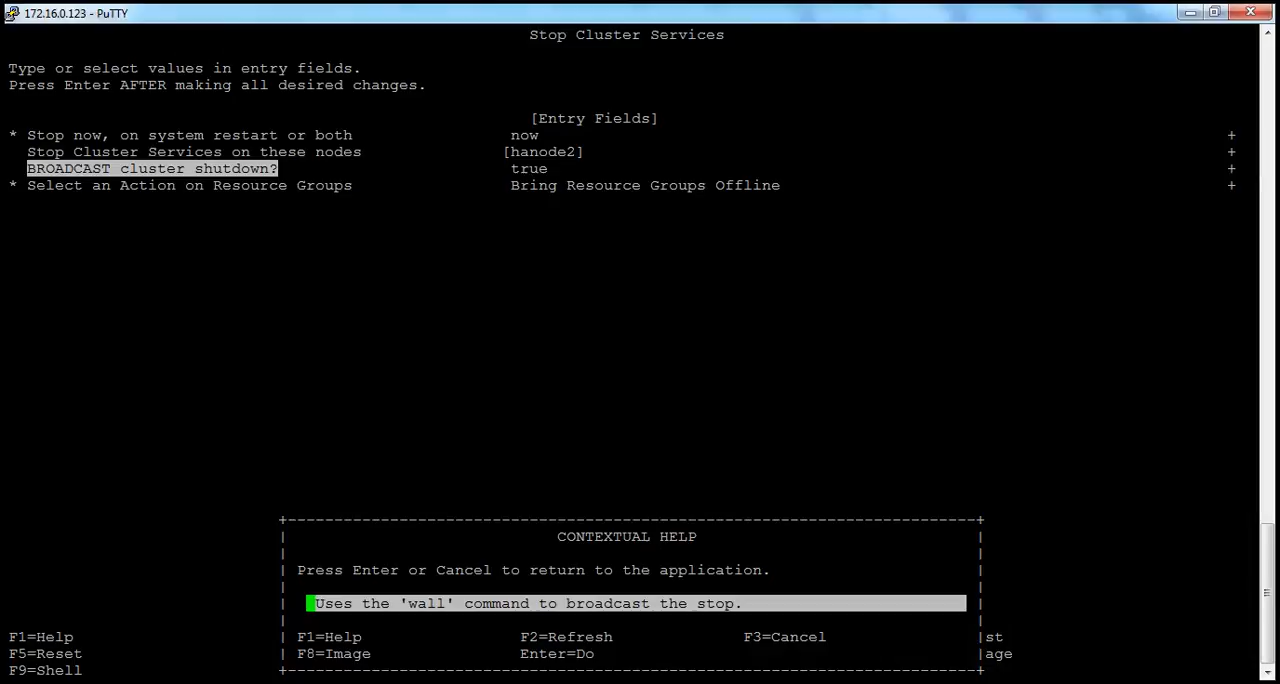 172.16.0.123 - PuTTY
Stop Cluster Services
Type or select values in entry fields.
Press Enter AFTER making all desired changes.
[Entry Fields]
* Stop now, on system restart or both now +
Stop Cluster Services on these nodes [hanode2] +
BROADCAST cluster shutdown? true +
* Select an Action on Resource Groups Bring Resource Groups Offline +
CONTEXTUAL HELP
Press Enter or Cancel to return to the application.
Uses the 'wall' command to broadcast the stop.
F1=Help F1=Help F2=Refresh F3=Cancel st
F5=Reset F8=Image Enter=Do age
F9=Shell